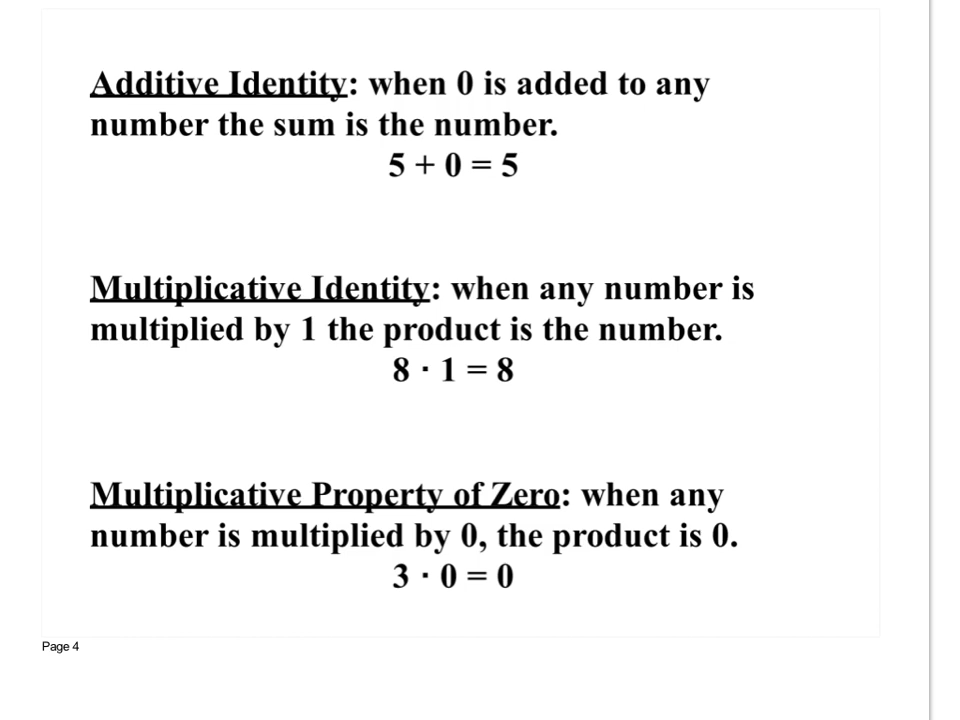 Additive Identity: when 0 is added to any
number the sum is the number.
5 + 0 = 5
Multiplicative Identity: when any number is
multiplied by 1 the product is the number.
8 · 1 = 8
Multiplicative Property of Zero: when any
number is multiplied by 0, the product is 0.
3 · 0 = 0
Page 4